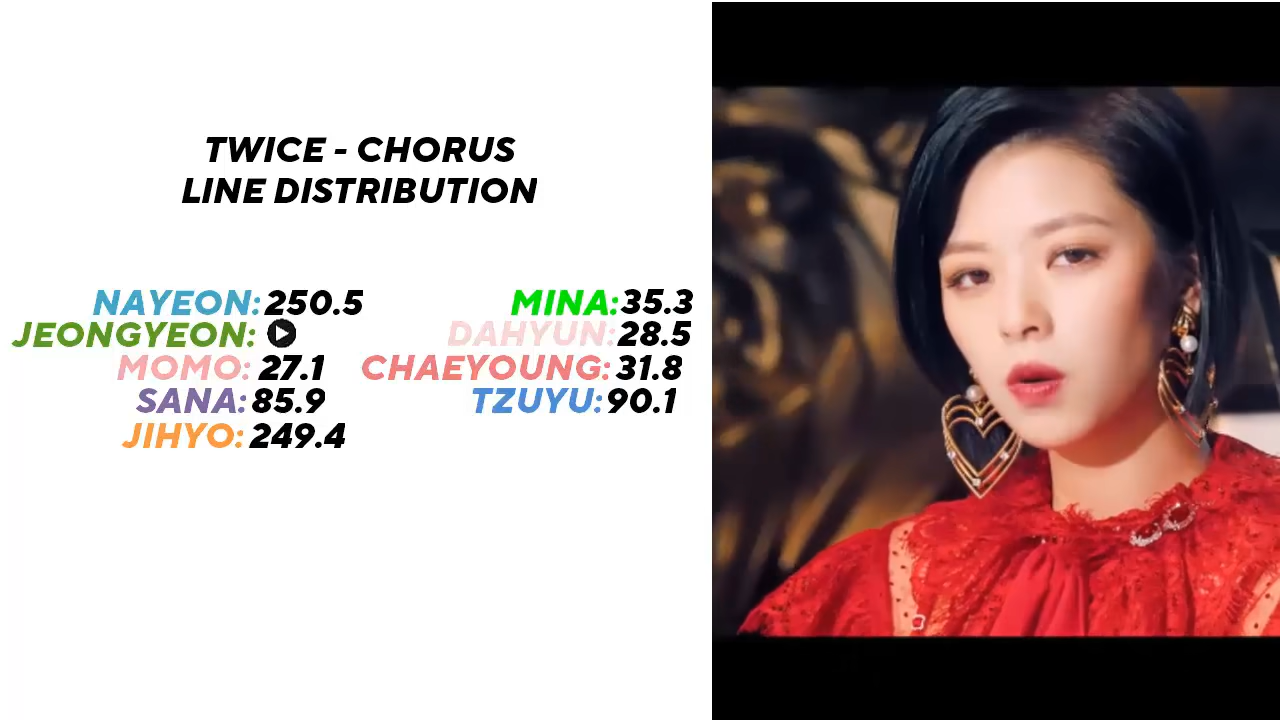 TWICE - CHORUS
LINE DISTRIBUTION
NAYEON: 250.5
JEONGYEON:
MOMO: 27.1
SANA: 85.9
JIHYO: 249.4
MINA: 35.3
DAHYUN: 28.5
CHAEYOUNG: 31.8
TZUYU: 90.1